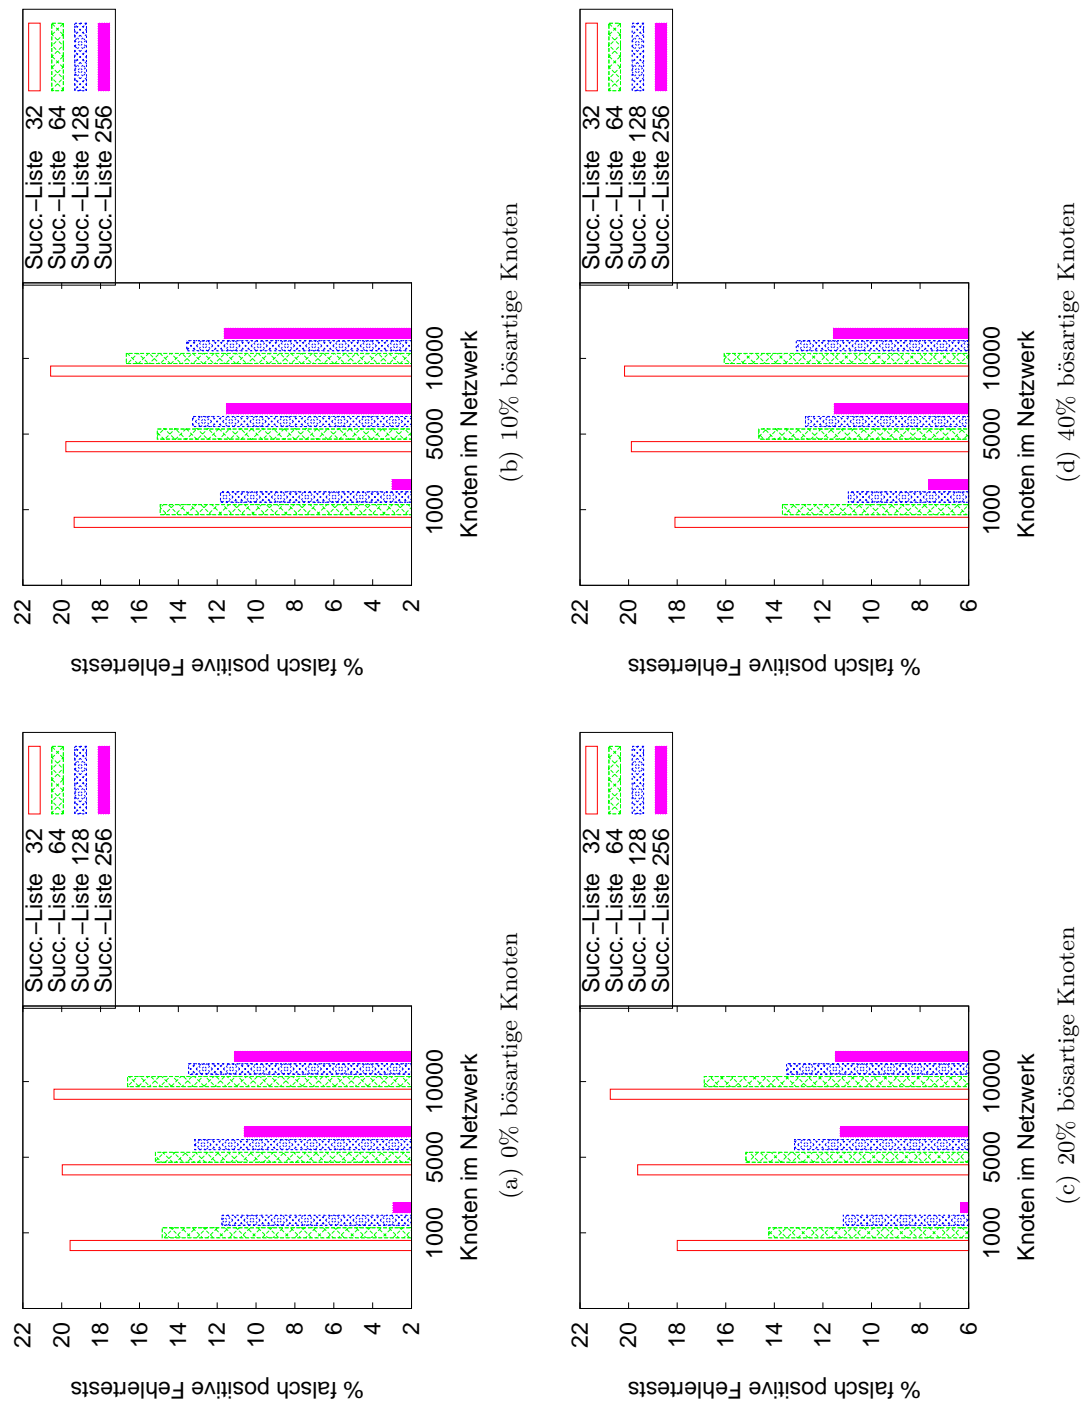 22
20
18
16
14
12
10
8
6
4
2
% falsch positive Fehlertests
1000
5000
10000
Knoten im Netzwerk
Succ.−Liste 32
Succ.−Liste 64
Succ.−Liste 128
Succ.−Liste 256
(a) 0% bösartige Knoten
22
20
18
16
14
12
10
8
6
4
2
% falsch positive Fehlertests
1000
5000
10000
Knoten im Netzwerk
Succ.−Liste 32
Succ.−Liste 64
Succ.−Liste 128
Succ.−Liste 256
(b) 10% bösartige Knoten
22
20
18
16
14
12
10
8
6
% falsch positive Fehlertests
1000
5000
10000
Knoten im Netzwerk
Succ.−Liste 32
Succ.−Liste 64
Succ.−Liste 128
Succ.−Liste 256
(c) 20% bösartige Knoten
22
20
18
16
14
12
10
8
6
% falsch positive Fehlertests
1000
5000
10000
Knoten im Netzwerk
Succ.−Liste 32
Succ.−Liste 64
Succ.−Liste 128
Succ.−Liste 256
(d) 40% bösartige Knoten